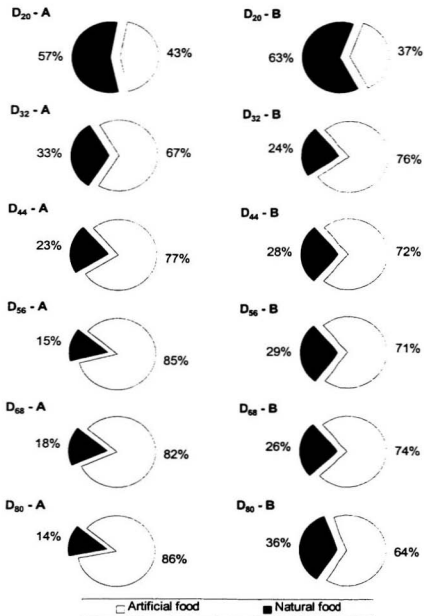 D20 - A D20 - B
57% 43% 63% 37%
D32 - A D32 - B
33% 67% 24% 76%
D44 - A D44 - B
23% 77% 28% 72%
D56 - A D56 - B
15% 85% 29% 71%
D68 - A D68 - B
18% 82% 26% 74%
D80 - A D80 - B
14% 86% 36% 64%
Artificial food Natural food